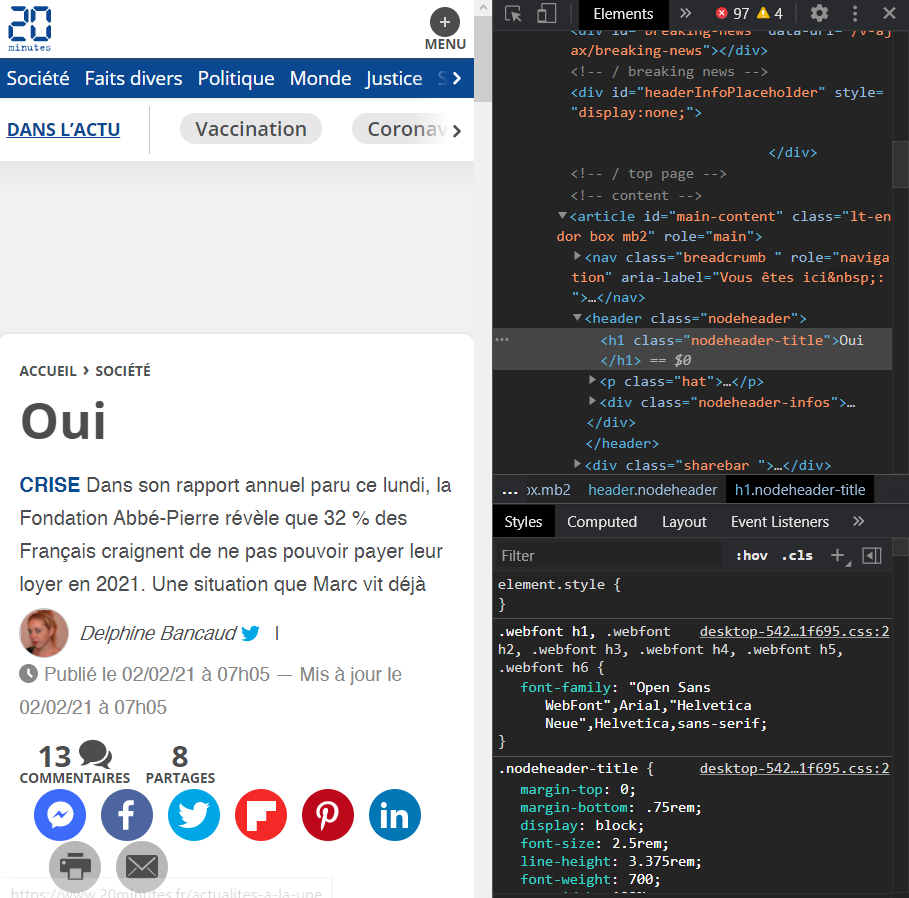 20
minutes
MENU
Société Faits divers Politique Monde Justice S
DANS L'ACTU Vaccination Coronav
ACCUEIL › SOCIÉTÉ
Oui
CRISE Dans son rapport annuel paru ce lundi, la
Fondation Abbé-Pierre révèle que 32 % des
Français craignent de ne pas pouvoir payer leur
loyer en 2021. Une situation que Marc vit déjà
Delphine Bancaud |
Publié le 02/02/21 à 07h05 — Mis à jour le
02/02/21 à 07h05
13 8
COMMENTAIRES PARTAGES
https://www.20minutes.fr/actualites-a-la-une
Elements » 97 4
<div id="breaking-news" data-url="/v-aj
ax/breaking-news"></div>
<!-- / breaking news -->
<div id="headerInfoPlaceholder" style=
"display:none;">
</div>
<!-- / top page -->
<!-- content -->
▼<article id="main-content" class="lt-en
dor box mb2" role="main">
▶<nav class="breadcrumb " role="naviga
tion" aria-label="Vous êtes ici&nbsp;:
">…</nav>
▼<header class="nodeheader">
… <h1 class="nodeheader-title">Oui
</h1> == $0
▶<p class="hat">…</p>
▶<div class="nodeheader-infos">…
</div>
</header>
▶<div class="sharebar ">…</div>
... ox.mb2 header.nodeheader h1.nodeheader-title ...
Styles Computed Layout Event Listeners »
Filter :hov .cls +
element.style {
}
.webfont h1, .webfont desktop-542…1f695.css:2
h2, .webfont h3, .webfont h4, .webfont h5,
.webfont h6 {
font-family: "Open Sans
WebFont",Arial,"Helvetica
Neue",Helvetica,sans-serif;
}
.nodeheader-title { desktop-542…1f695.css:2
margin-top: 0;
margin-bottom: .75rem;
display: block;
font-size: 2.5rem;
line-height: 3.375rem;
font-weight: 700;